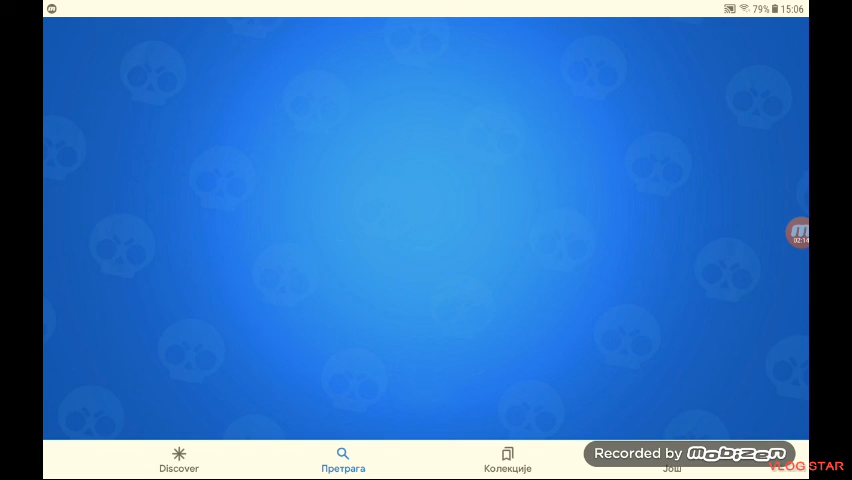 79% 15:06
02:14
Discover
Претрага
Колекције
Још
Recorded by mobizen
VLOG STAR